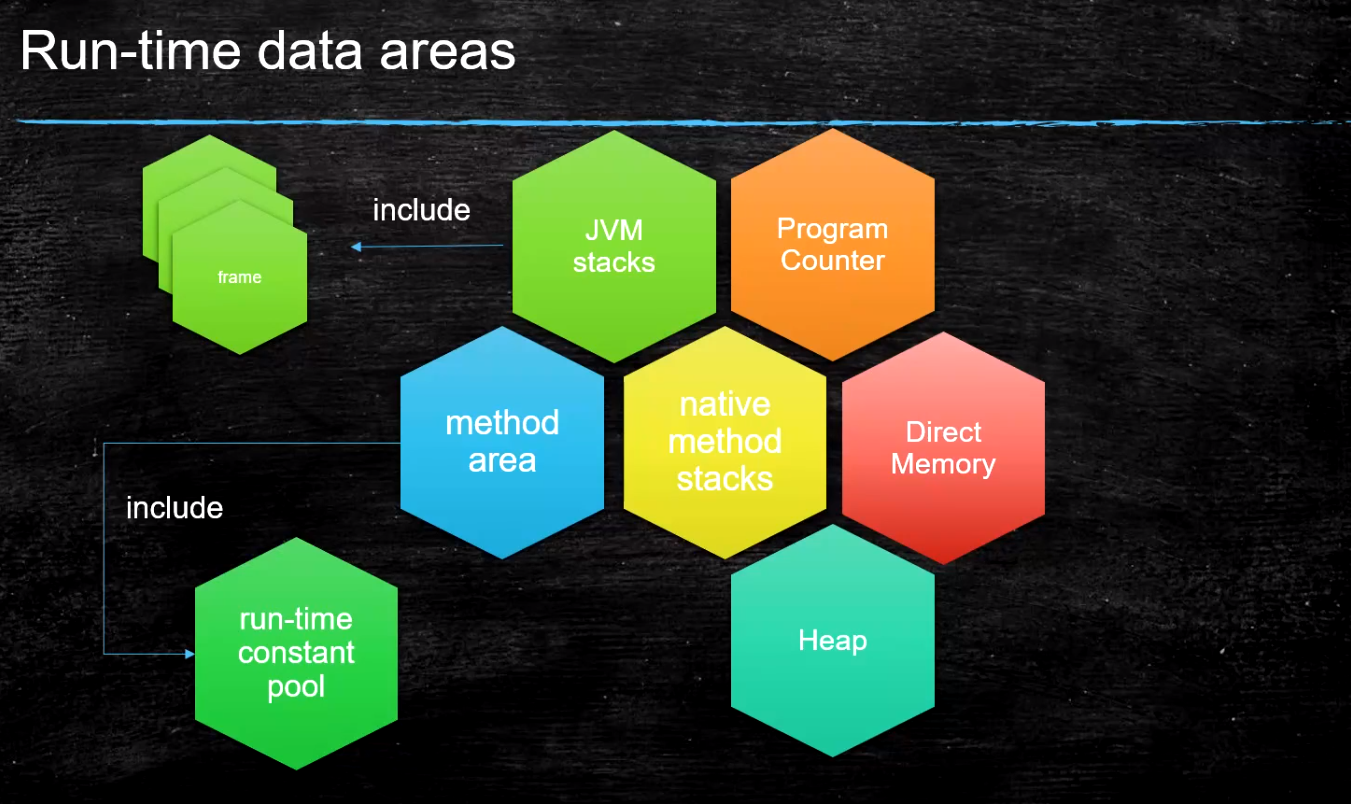 Run-time data areas
include
JVM
stacks
Program
Counter
frame
method
area
native
method
stacks
Direct
Memory
include
run-time
constant
pool
Heap